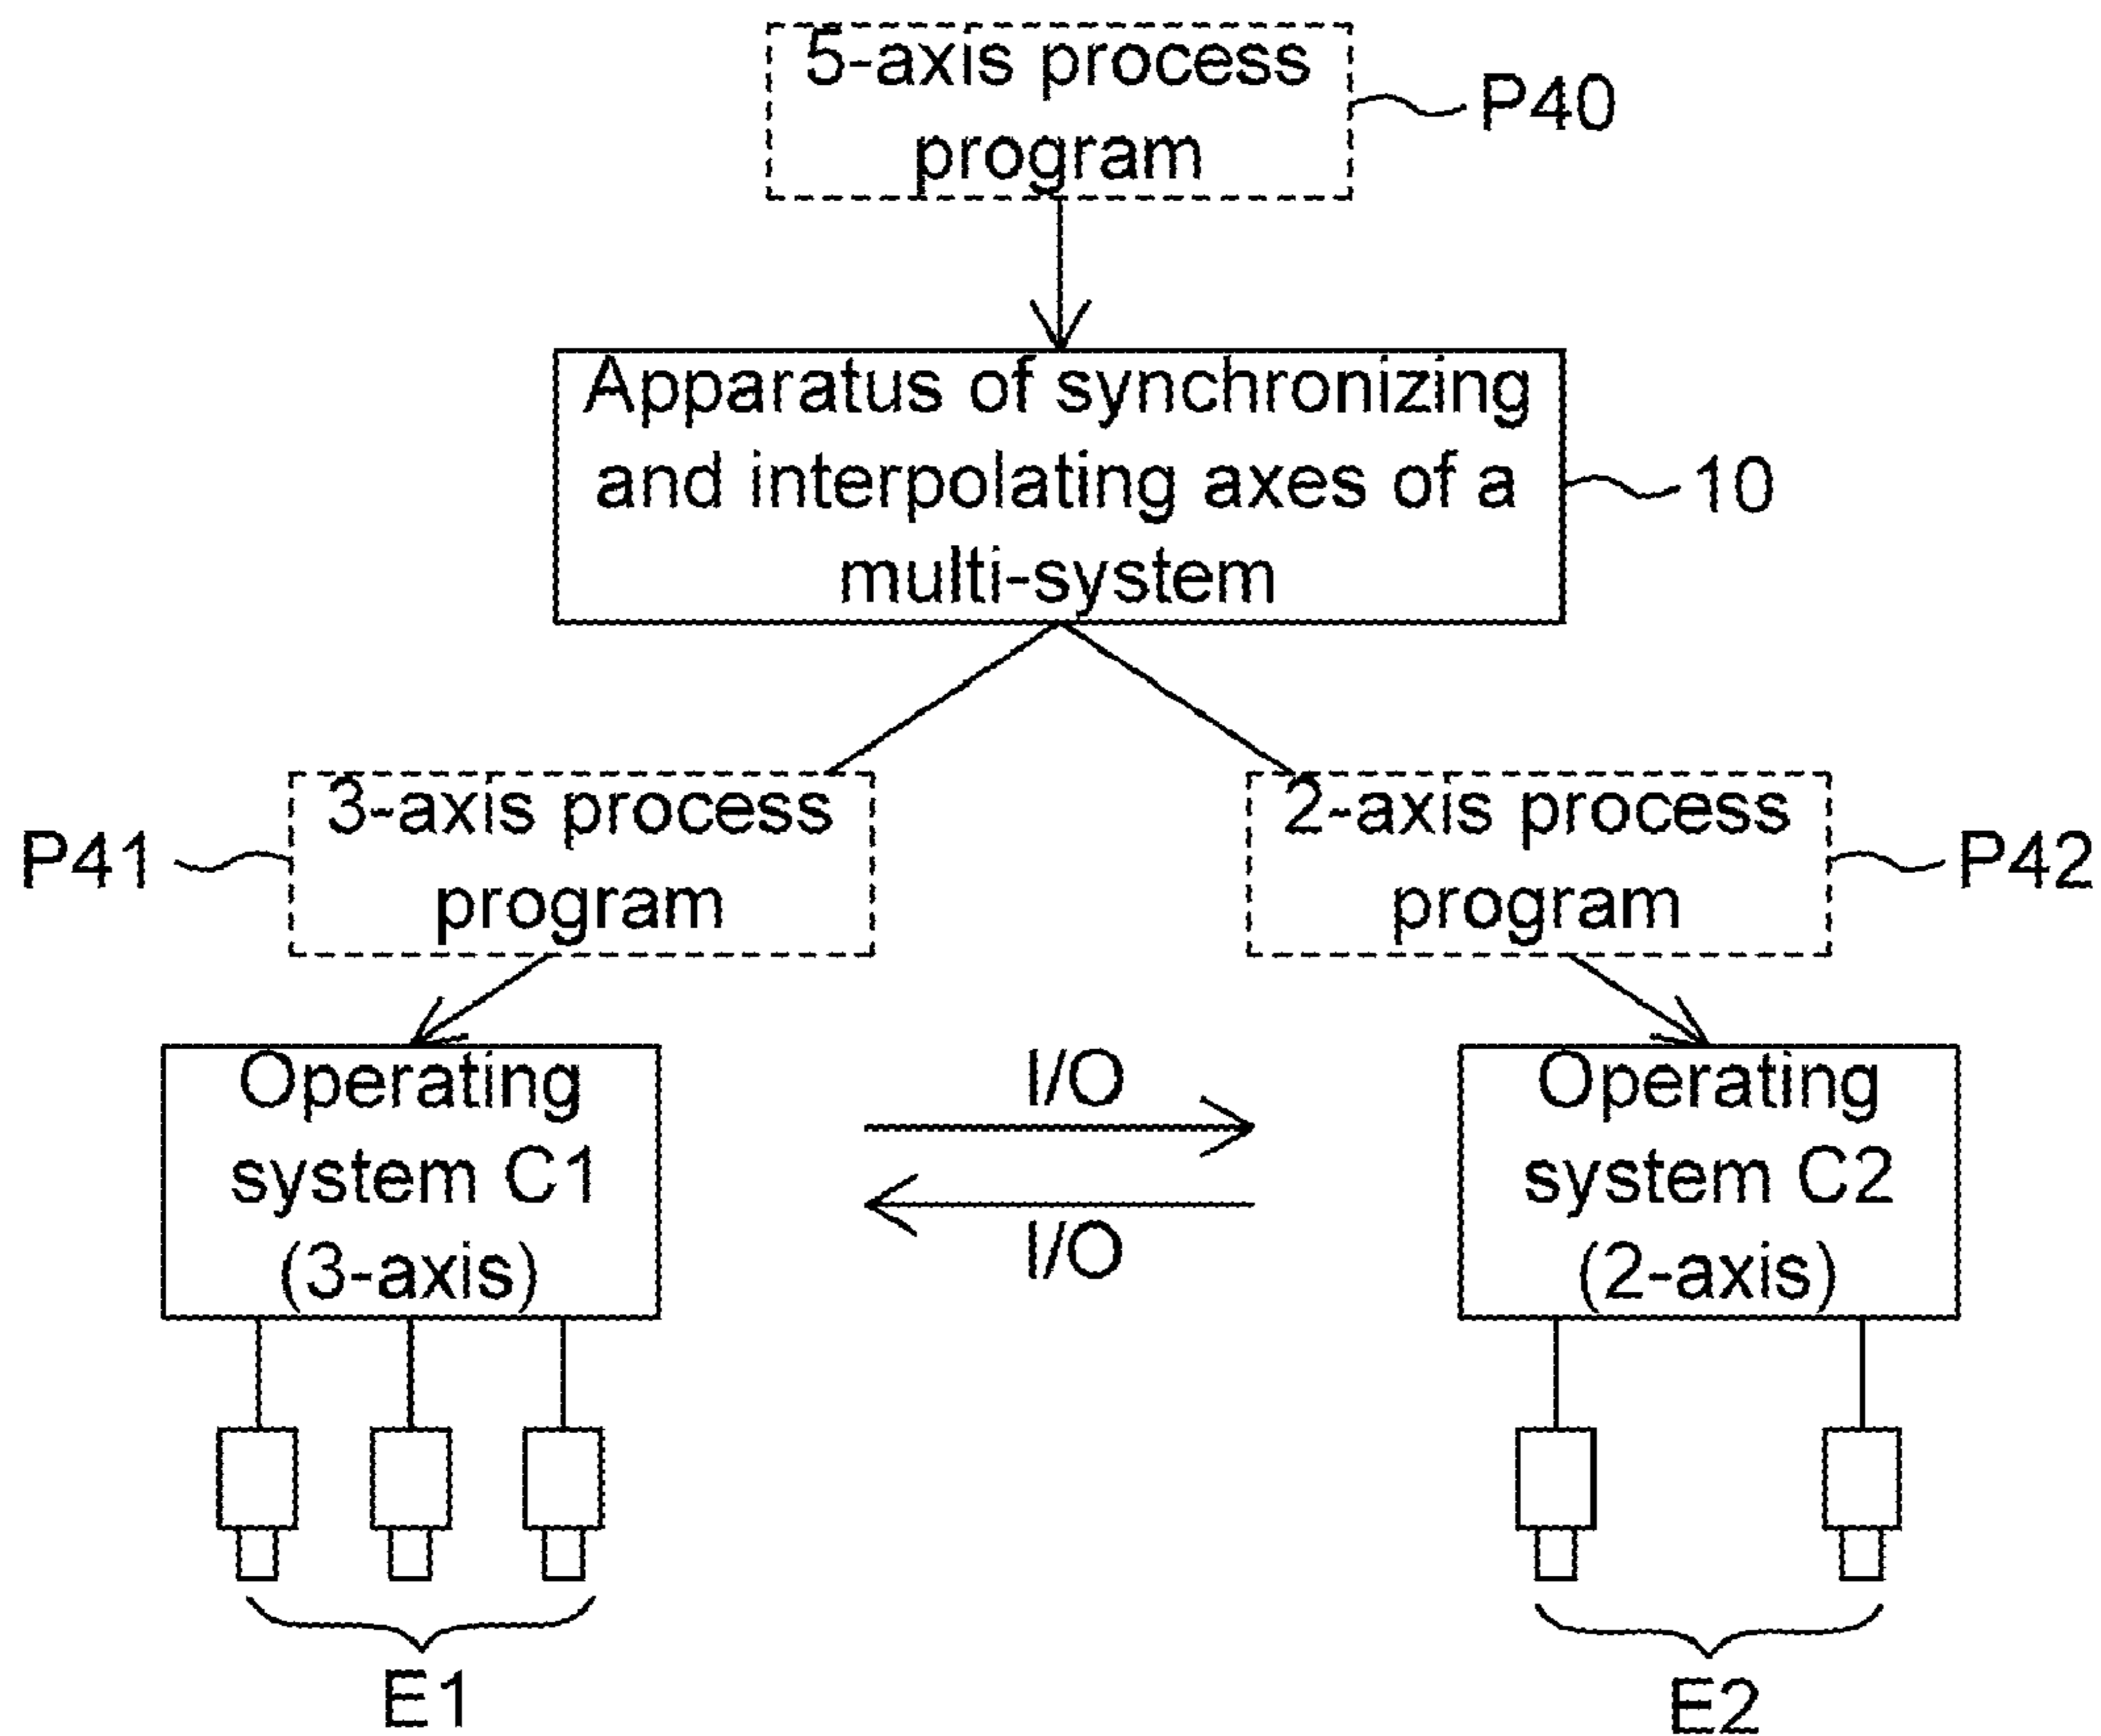 5-axis process
program
P40
Apparatus of synchronizing
and interpolating axes of a
multi-system
10
3-axis process
program
P41
2-axis process
program
P42
Operating
system C1
(3-axis)
I/O
I/O
Operating
system C2
(2-axis)
E1
E2